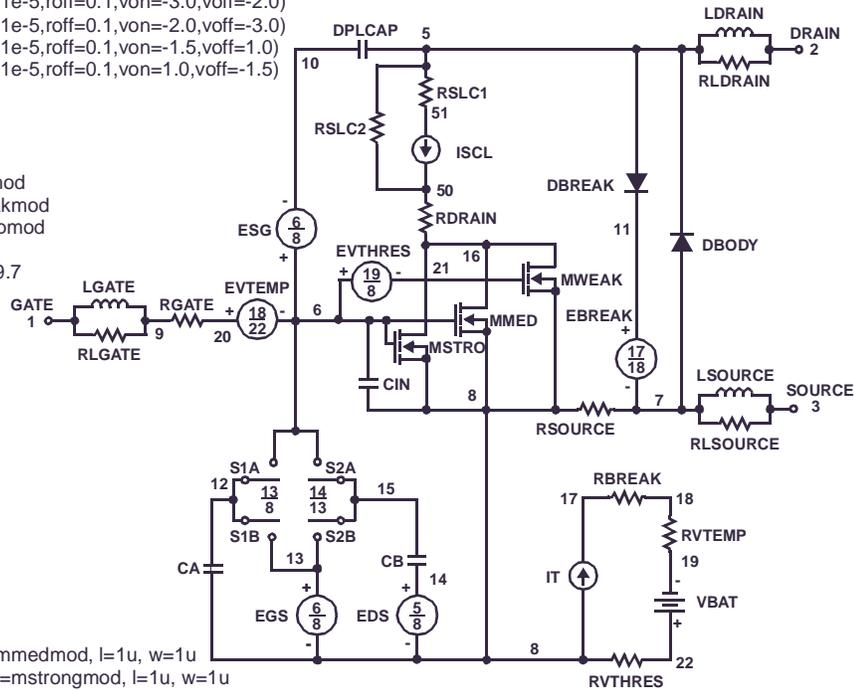 1e-5,roff=0.1,von=-3.0,voff=-2.0)
1e-5,roff=0.1,von=-2.0,voff=-3.0)
1e-5,roff=0.1,von=-1.5,voff=1.0)
1e-5,roff=0.1,von=1.0,voff=-1.5)
LDRAIN
DPLCAP 5 DRAIN
10 2
RSLC1 RLDRAIN
51
RSLC2
ISCL
nod
kmod
omod
9.7
50
DBREAK
- 
ESG 6 8
+
RDRAIN
11
DBODY
EVTHRES 16
+ 19 8 - 21
MWEAK
LGATE EVTEMP
GATE RGATE + 18 22 - 6
1 9 20
RLGATE
MMED
EBREAK
+
MSTRO
17 18
-
CIN
LSOURCE
8 7 SOURCE
3
RSOURCE
RLSOURCE
S1A S2A
12 13 8 14 13 15
S1B S2B
RBREAK
17 18
RVTEMP
13
CA CB
19
14
IT
-
VBAT
+
+ +
EGS 6 8 EDS 5 8
- -
8 22
RVTHRES
mmedmod, l=1u, w=1u
=mstrongmod, l=1u, w=1u